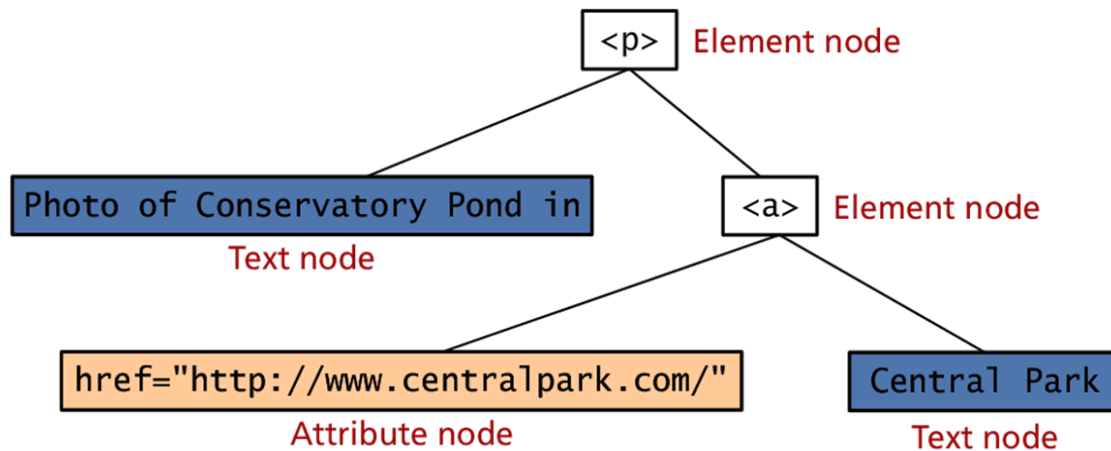 <p> Element node
Photo of Conservatory Pond in
<a> Element node
Text node
href="http://www.centralpark.com/"
Central Park
Attribute node
Text node